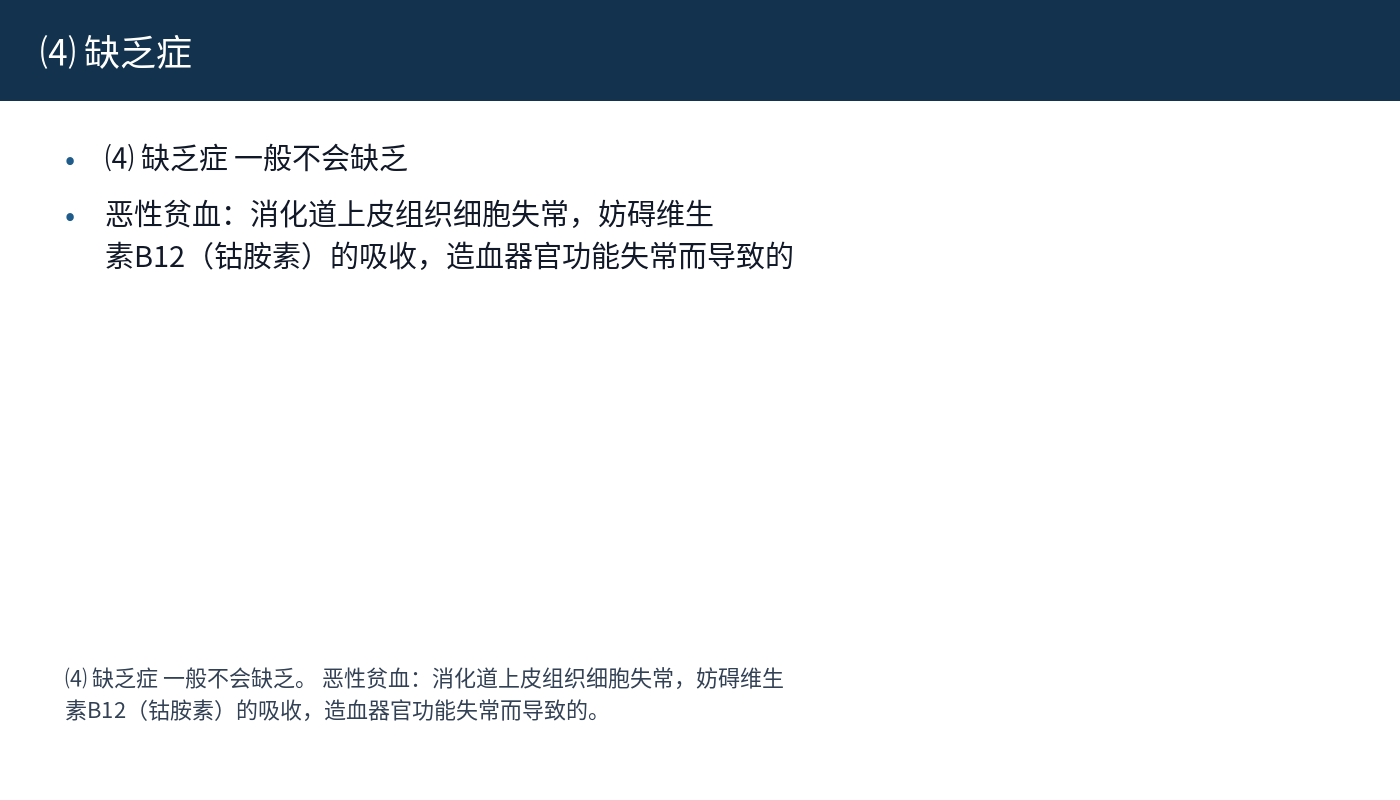 ⑷ 缺乏症
• ⑷ 缺乏症 一般不会缺乏
• 恶性贫血：消化道上皮组织细胞失常，妨碍维生
素B12（钴胺素）的吸收，造血器官功能失常而导致的
⑷ 缺乏症 一般不会缺乏。 恶性贫血：消化道上皮组织细胞失常，妨碍维生
素B12（钴胺素）的吸收，造血器官功能失常而导致的。